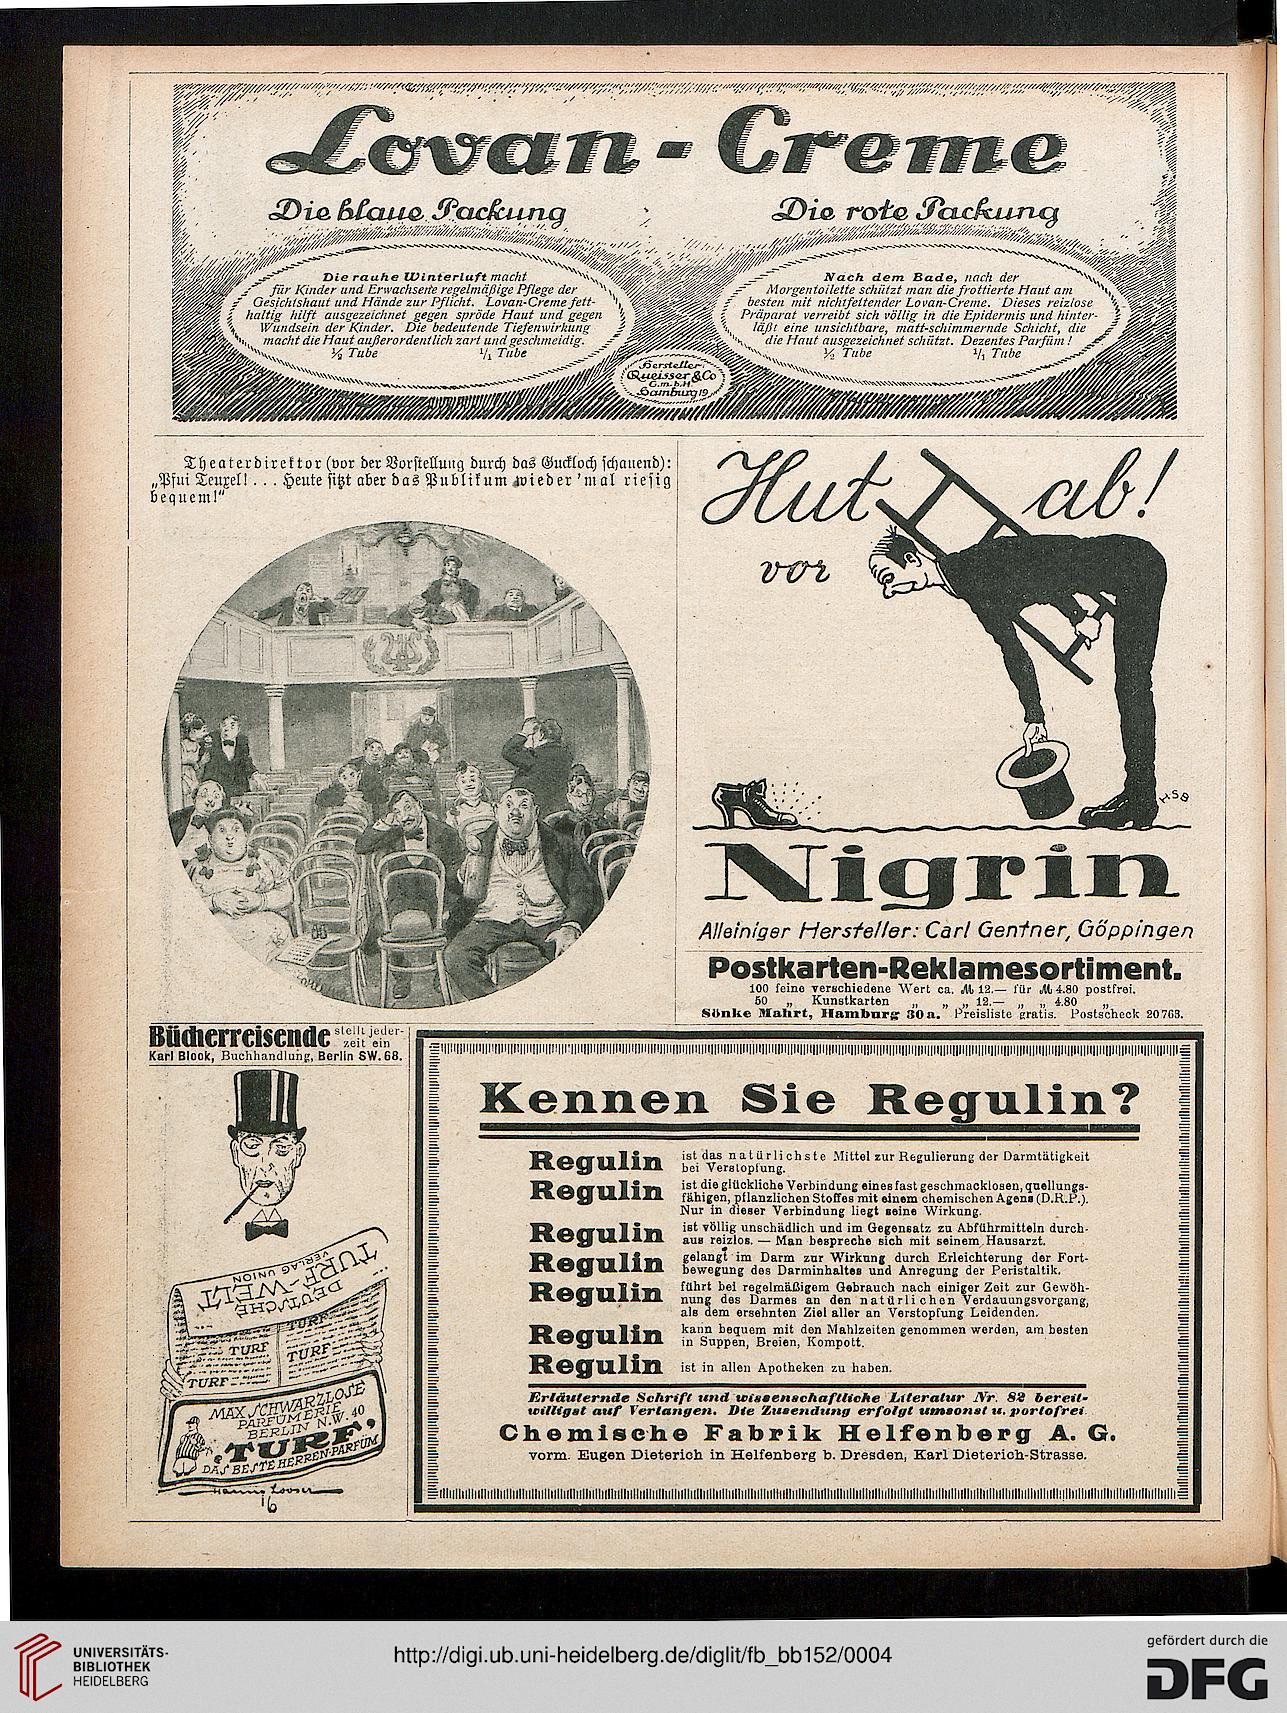 Lovan-Creme
Die blaue Packung
Die rauhe Winterluft macht
für Kinder und Erwachsene regelmäßige Pflege der
Gesichtshaut und Hände zur Pflicht. Lovan-Creme fett-
haltig hilft ausgezeichnet gegen spröde Haut und gegen
Wundsein der Kinder. Die bedeutende Tiefenwirkung
macht die Haut außerordentlich zart und geschmeidig.
Tube 1/1 Tube
Die rote Packung
Nach dem Bade, nach der
Morgentoilette schützt man die frottierte Haut am
besten mit nichtfettender Lovan-Creme. Dieses reizlose
Präparat verreibt sich völlig in die Epidermis und hinter-
läßt eine unsichtbare, matt-schimmernde Schicht, die
die Haut ausgezeichnet schützt. Dezentes Parfüm!
Tube 1/1 Tube
Hersteller
Queisser & Co
G.m.b.H.
Hamburg 19
Theaterdirektor (vor der Vorstellung durch das Guckloch schauend):
„Pfui Teuxel! . . . Heute sitzt aber das Publikum wieder 'mal riesig
bequem!"
Hut ab!
vor
HSB
Nigrin
Alleiniger Hersteller: Carl Gentner, Göppingen
Postkarten-Reklamesortiment.
100 feine verschiedene Wert ca. ℳ 12.— für ℳ 4.80 postfrei.
50 „ Kunstkarten „ „ „ 12.— „ „ 4.80 „
Sönke Mahrt, Hamburg 30a. Preisliste gratis. Postscheck 20763.
Bücherreisende stellt jeder-
zeit ein
Karl Block, Buchhandlung, Berlin SW. 68.
VERLAG UNION
TURF-WELT
DEUTSCHE
TURF
TURF
TURF
TURF
MAX SCHWARZLOSE
PARFUMERIE
BERLIN N.W. 40
„TURF"
DAS BESTE HERREN-PARFÜM
16
Kennen Sie Regulin?
Regulin ist das natürlichste Mittel zur Regulierung der Darmtätigkeit
bei Verstopfung.
Regulin ist die glückliche Verbindung eines fast geschmacklosen, quellungs-
fähigen, pflanzlichen Stoffes mit einem chemischen Agens (D.R.P.).
Nur in dieser Verbindung liegt seine Wirkung.
Regulin ist völlig unschädlich und im Gegensatz zu Abführmitteln durch-
aus reizlos. — Man bespreche sich mit seinem Hausarzt.
Regulin gelangt im Darm zur Wirkung durch Erleichterung der Fort-
bewegung des Darminhaltes und Anregung der Peristaltik.
Regulin führt bei regelmäßigem Gebrauch nach einiger Zeit zur Gewöh-
nung des Darmes an den natürlichen Verdauungsvorgang,
als dem ersehnten Ziel aller an Verstopfung Leidenden.
Regulin kann bequem mit den Mahlzeiten genommen werden, am besten
in Suppen, Breien, Kompott.
Regulin ist in allen Apotheken zu haben.
Erläuternde Schrift und wissenschaftliche Literatur Nr. 82 bereit-
willigst auf Verlangen. Die Zusendung erfolgt umsonst u. portofrei
Chemische Fabrik Helfenberg A. G.
vorm. Eugen Dieterich in Helfenberg b. Dresden, Karl Dieterich-Strasse.
UNIVERSITÄTS-
BIBLIOTHEK
HEIDELBERG
http://digi.ub.uni-heidelberg.de/diglit/fb_bb152/0004
gefördert durch die
DFG